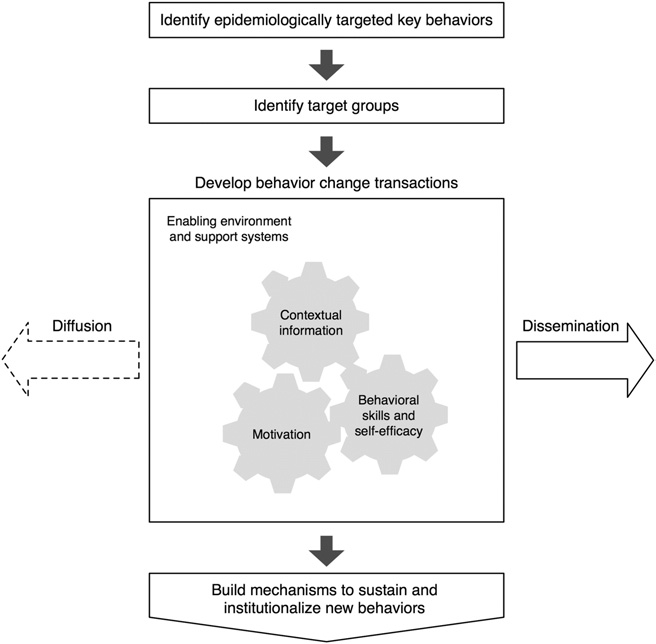 Identify epidemiologically targeted key behaviors
Identify target groups
Develop behavior change transactions
Enabling environment
and support systems
Contextual
information
Diffusion
Dissemination
Behavioral
skills and
self-efficacy
Motivation
Build mechanisms to sustain and
institutionalize new behaviors